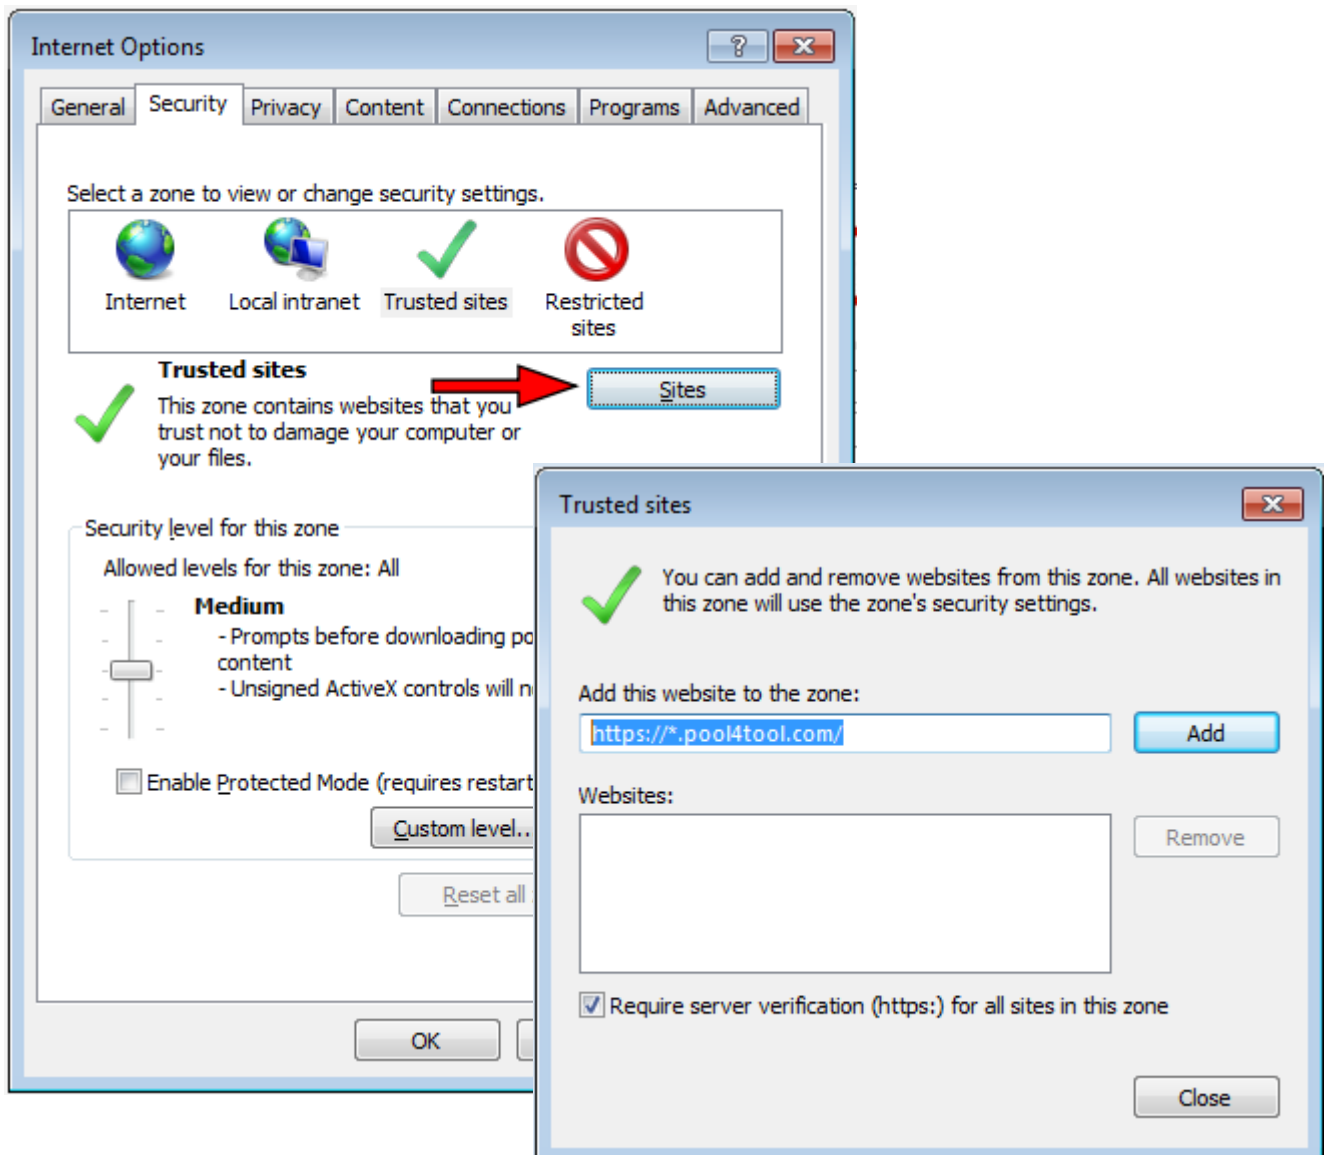 Internet Options
General Security Privacy Content Connections Programs Advanced
Select a zone to view or change security settings.
Internet Local intranet Trusted sites Restricted
sites
Trusted sites
Sites
This zone contains websites that you
trust not to damage your computer or
your files.
Security level for this zone
Allowed levels for this zone: All
Medium
- Prompts before downloading po
content
- Unsigned ActiveX controls will n
Enable Protected Mode (requires restart
Custom level..
Reset all
OK
Trusted sites
You can add and remove websites from this zone. All websites in
this zone will use the zone's security settings.
Add this website to the zone:
https://*.pool4tool.com/
Add
Websites:
Remove
Require server verification (https:) for all sites in this zone
Close